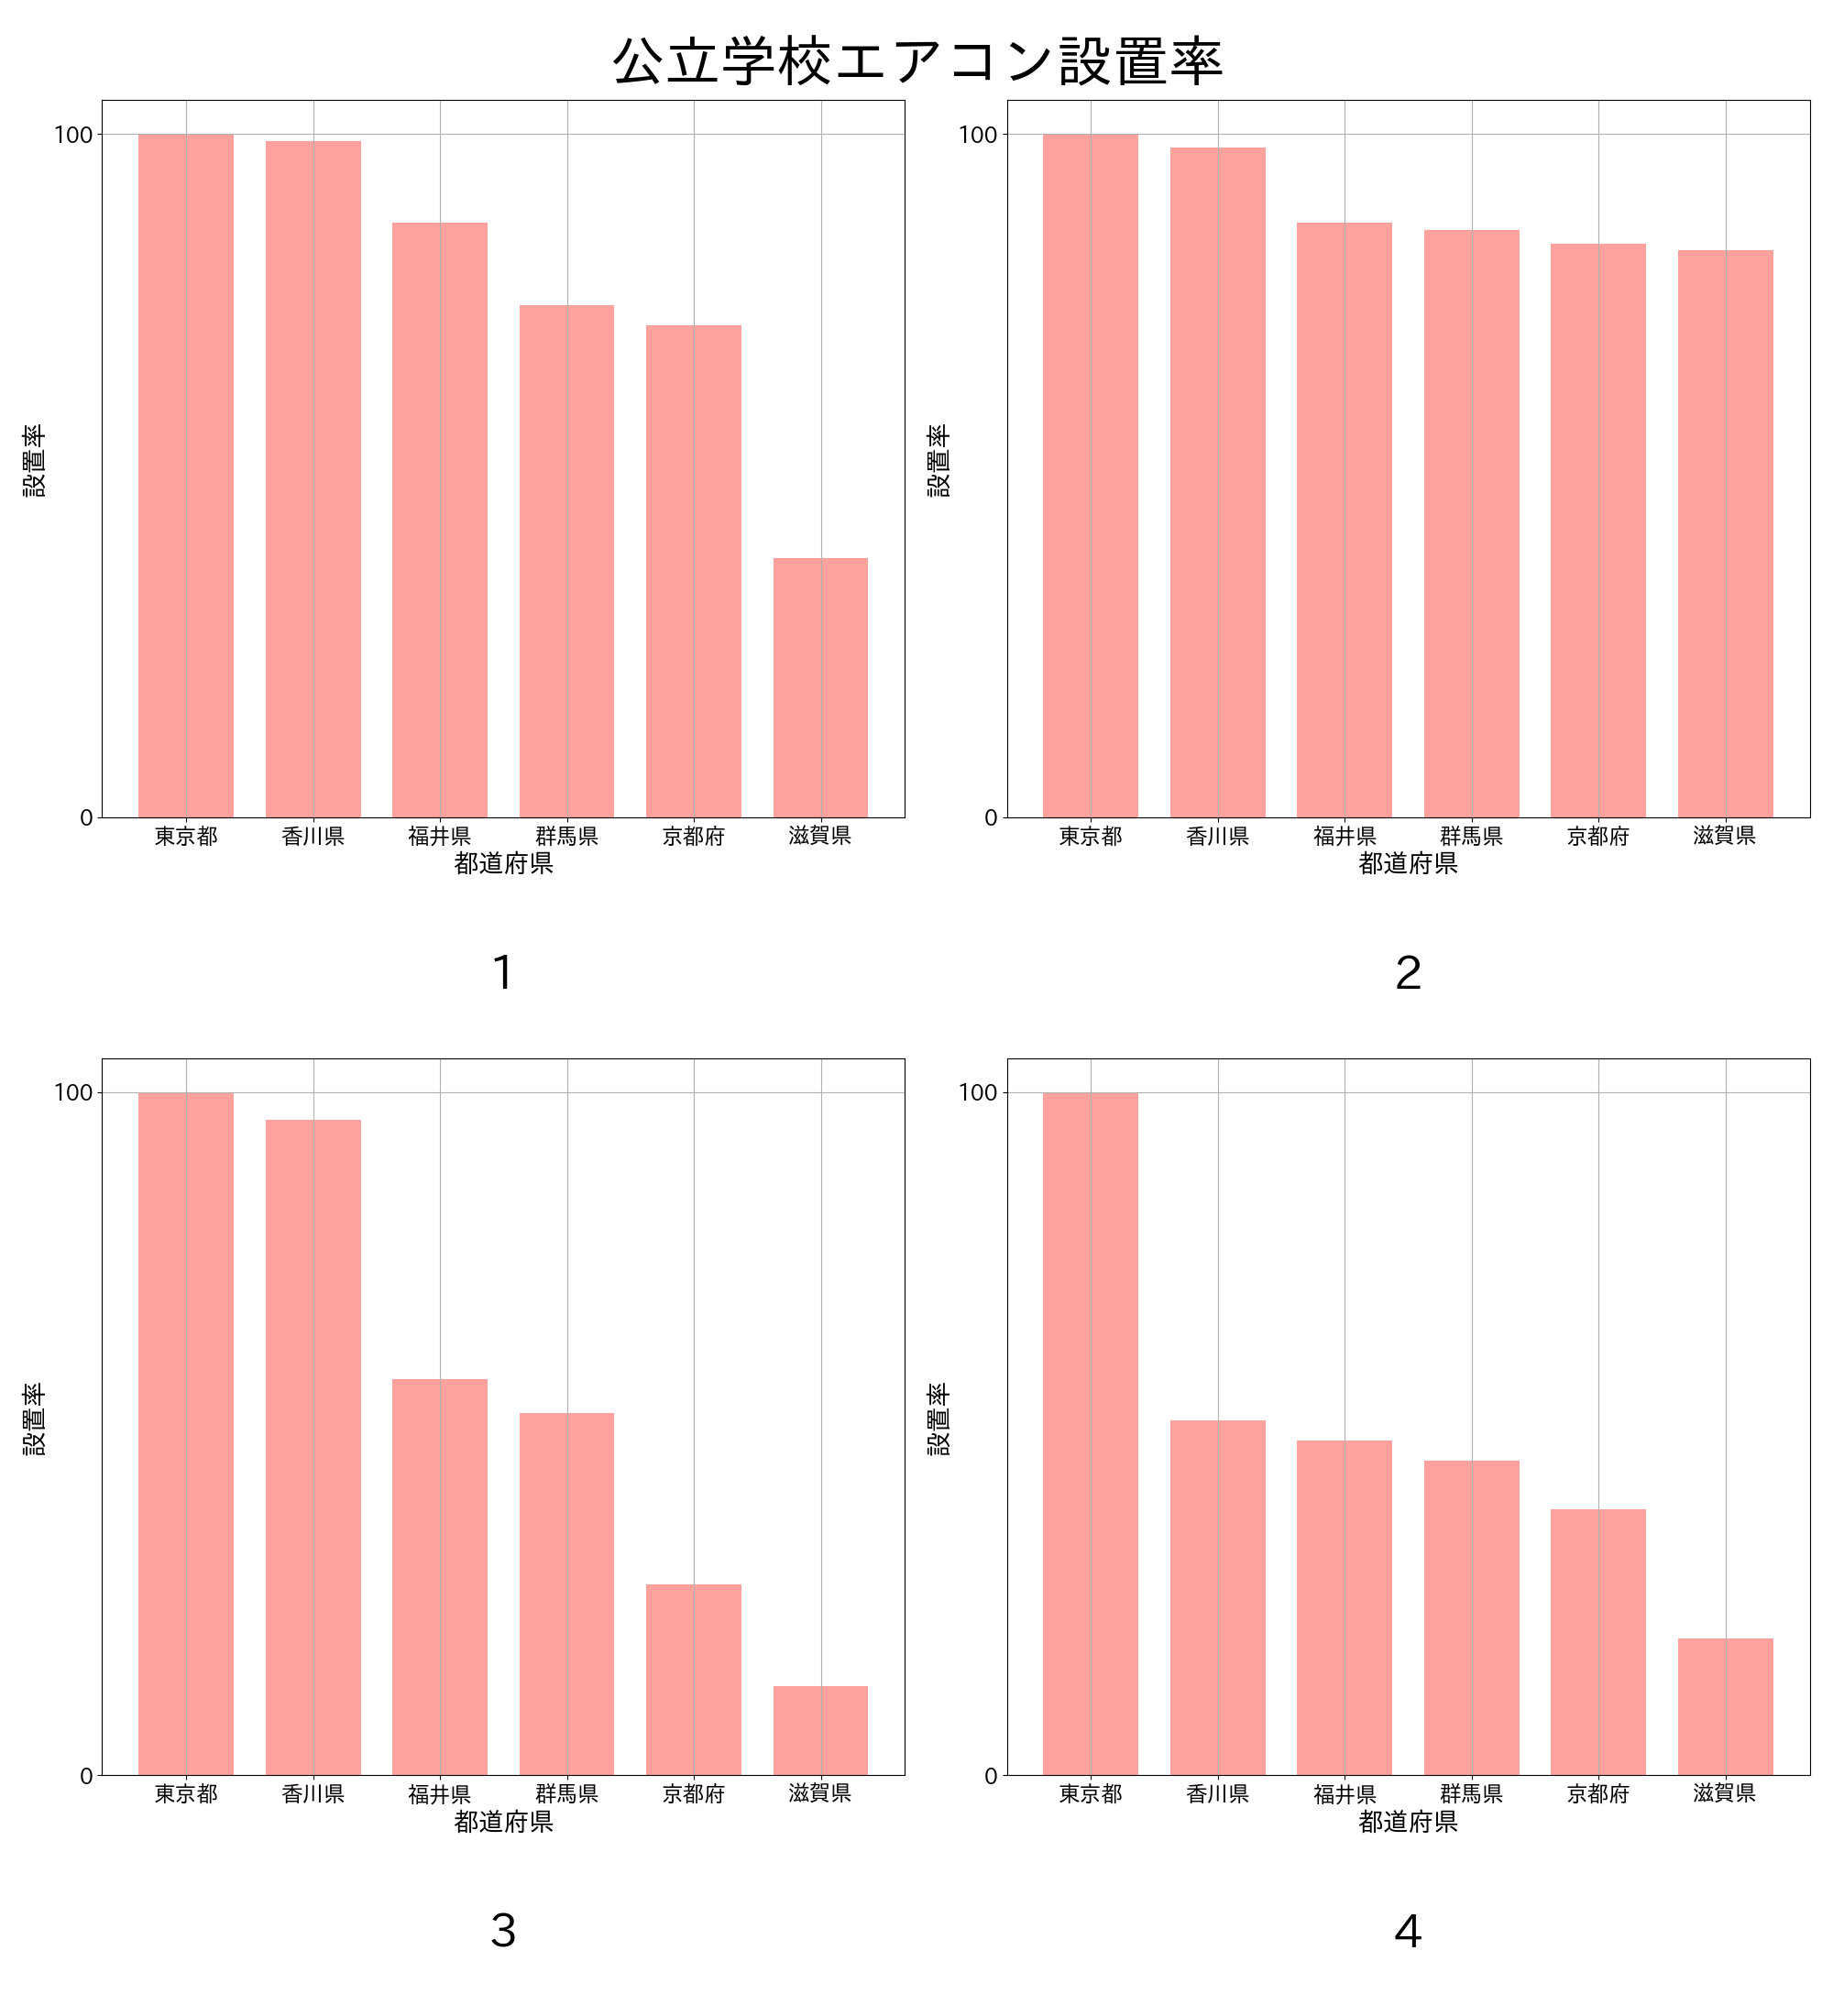 公立学校エアコン設置率
100
設置率
0
東京都 香川県 福井県 群馬県 京都府 滋賀県
都道府県
1
100
設置率
0
東京都 香川県 福井県 群馬県 京都府 滋賀県
都道府県
2
100
設置率
0
東京都 香川県 福井県 群馬県 京都府 滋賀県
都道府県
3
100
設置率
0
東京都 香川県 福井県 群馬県 京都府 滋賀県
都道府県
4